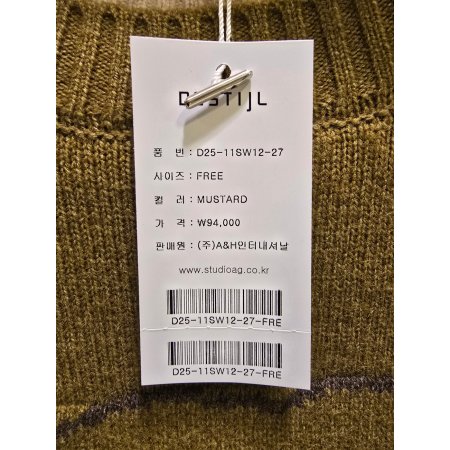 DESTIJL
품 번 : D25-11SW12-27
사이즈 : FREE
컬 러 : MUSTARD
가 격 : ₩94,000
판매원 : (주)A&H인터내셔날
www.studioag.co.kr
D25-11SW12-27-FRE
D25-11SW12-27-FRE